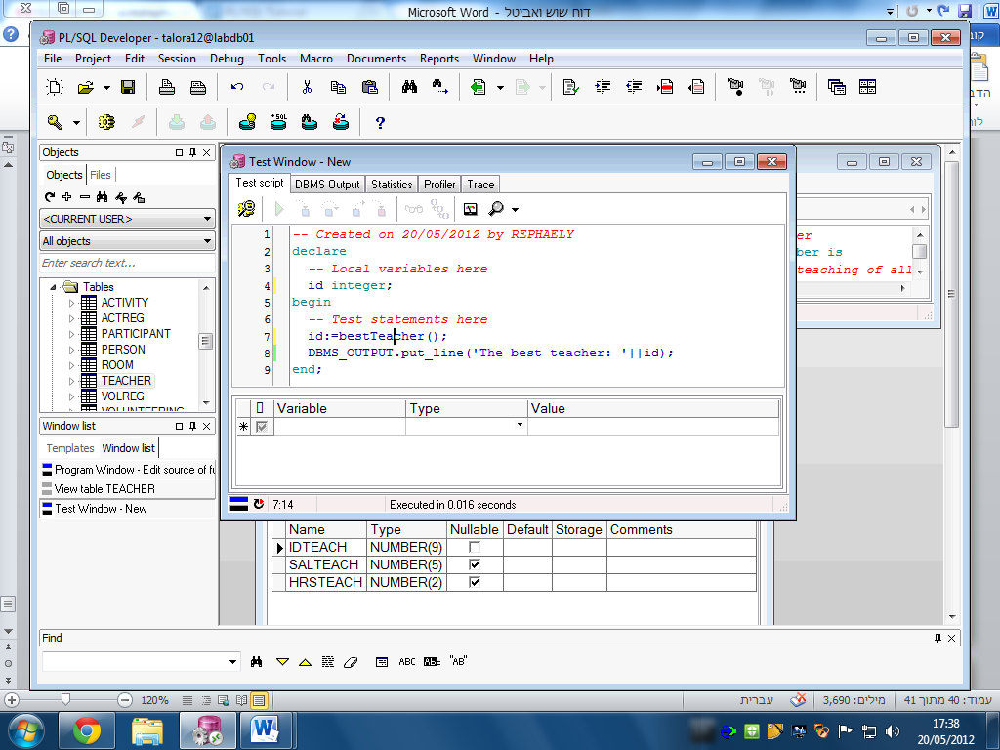 דוח שוש ואביטל - Microsoft Word
PL/SQL Developer - talora12@labdb01
File Project Edit Session Debug Tools Macro Documents Reports Window Help
Objects
Objects Files
<CURRENT USER>
All objects
Enter search text...
Tables
ACTIVITY
ACTREG
PARTICIPANT
PERSON
ROOM
TEACHER
VOLREG
VOLUNTEERING
Window list
Templates Window list
Program Window - Edit source of fu
View table TEACHER
Test Window - New
Test Window - New
Test script DBMS Output Statistics Profiler Trace
1 -- Created on 20/05/2012 by REPHAELY
2 declare
3 -- Local variables here
4 id integer;
5 begin
6 -- Test statements here
7 id:=bestTeacher();
8 DBMS_OUTPUT.put_line('The best teacher: '||id);
9 end;
Variable Type Value
7:14 Executed in 0.016 seconds
er
ber is
teaching of all
Name Type Nullable Default Storage Comments
IDTEACH NUMBER(9)
SALTEACH NUMBER(5)
HRSTEACH NUMBER(2)
Find
ABC ABc "AB"
120%
עמוד: 40 מתוך 41 מילים: 3,690 עברית
17:38
20/05/2012